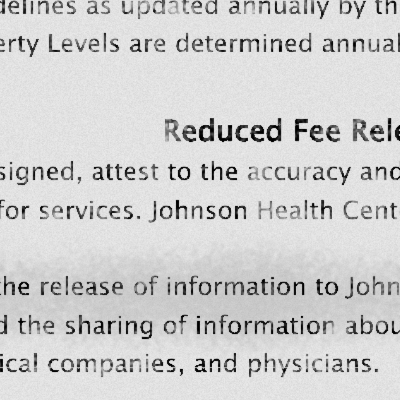 delines as updated annually by th
erty Levels are determined annual
Reduced Fee Rele
signed, attest to the accuracy and
for services. Johnson Health Cent
the release of information to John
d the sharing of information abou
ical companies, and physicians.